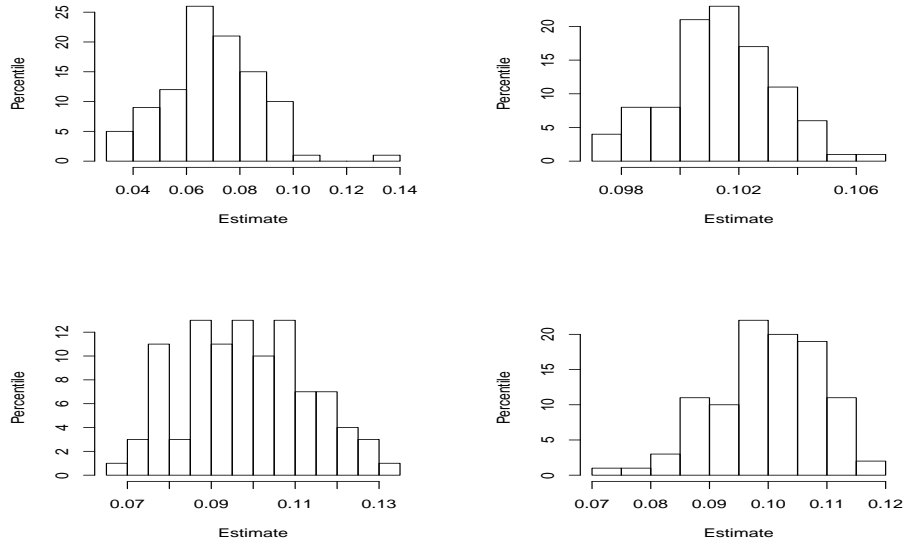 Percentile
0 5 10 15 20 25
0.04 0.06 0.08 0.10 0.12 0.14
Estimate
Percentile
0 5 10 20
0.098 0.102 0.106
Estimate
Percentile
0 2 4 6 8 10 12
0.07 0.09 0.11 0.13
Estimate
Percentile
0 5 10 20
0.07 0.08 0.09 0.10 0.11 0.12
Estimate